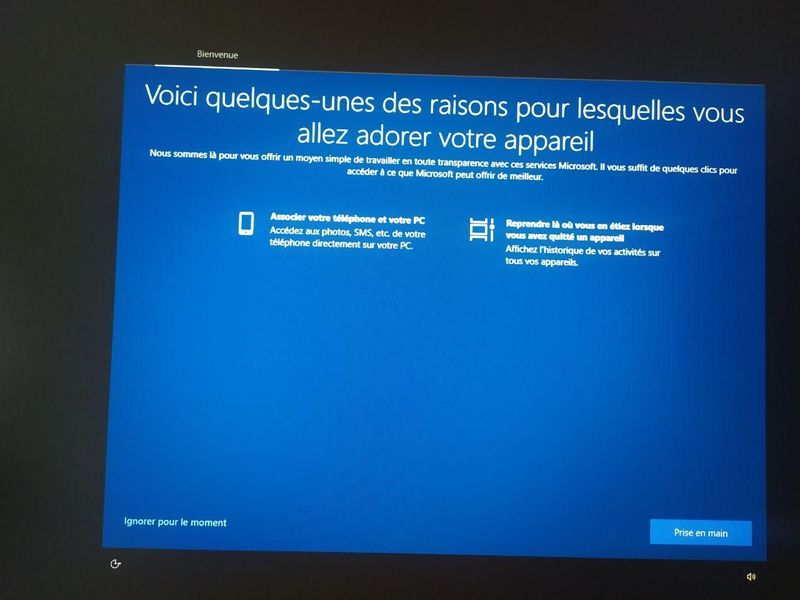 Bienvenue
Voici quelques-unes des raisons pour lesquelles vous
allez adorer votre appareil
Nous sommes là pour vous offrir un moyen simple de travailler en toute transparence avec ces services Microsoft. Il vous suffit de quelques clics pour
accéder à ce que Microsoft peut offrir de meilleur.
Associer votre téléphone et votre PC
Accédez aux photos, SMS, etc. de votre
téléphone directement sur votre PC.
Reprendre là où vous en étiez lorsque
vous avez quitté un appareil
Affichez l'historique de vos activités sur
tous vos appareils.
Ignorer pour le moment
Prise en main